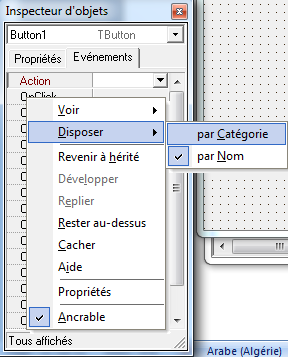 Inspecteur d'objets
Button1 TButton
Propriétés Evénements
Action
OnClick
Voir
Disposer
par Catégorie
par Nom
Revenir à hérité
Développer
Replier
Rester au-dessus
Cacher
Aide
Propriétés
Ancrable
Tous affichés
Arabe (Algérie)